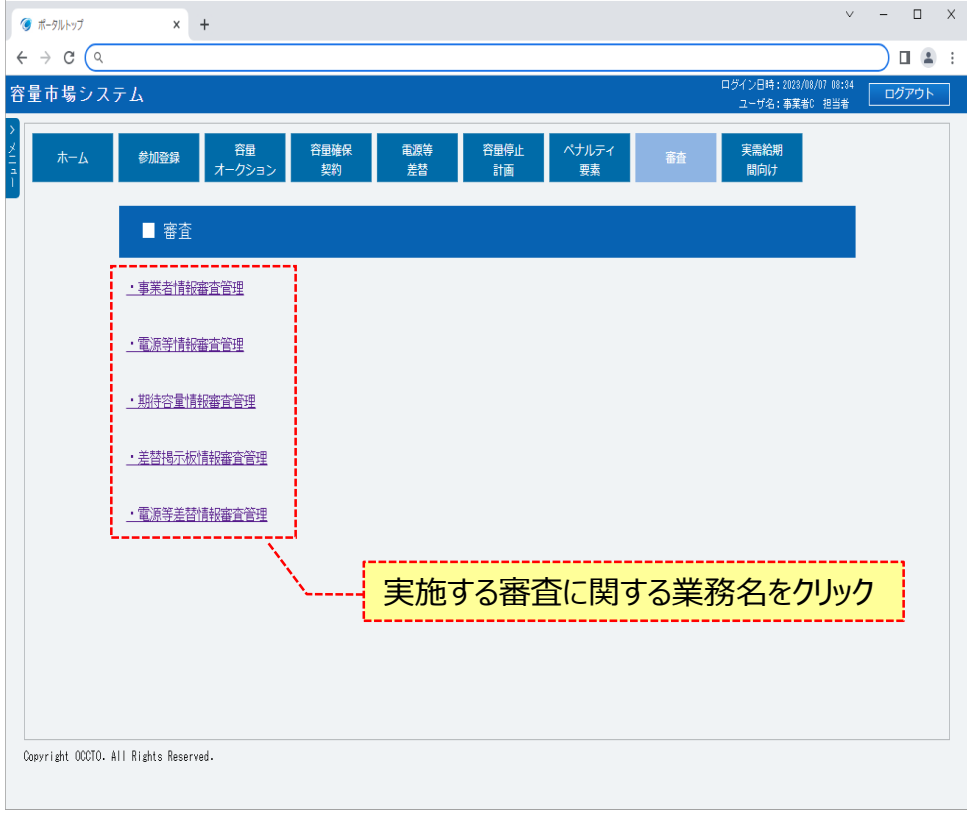 ポータルトップ
容量市場システム
ログイン日時：2023/08/07 08:34
ユーザ名：事業者C 担当者
ログアウト
＞メニュー
ホーム
参加登録
容量
オークション
容量確保
契約
電源等
差替
容量停止
計画
ペナルティ
要素
審査
実需給期
間向け
■ 審査
・事業者情報審査管理
・電源等情報審査管理
・期待容量情報審査管理
・差替掲示板情報審査管理
・電源等差替情報審査管理
実施する審査に関する業務名をクリック
Copyright OCCTO. All Rights Reserved.